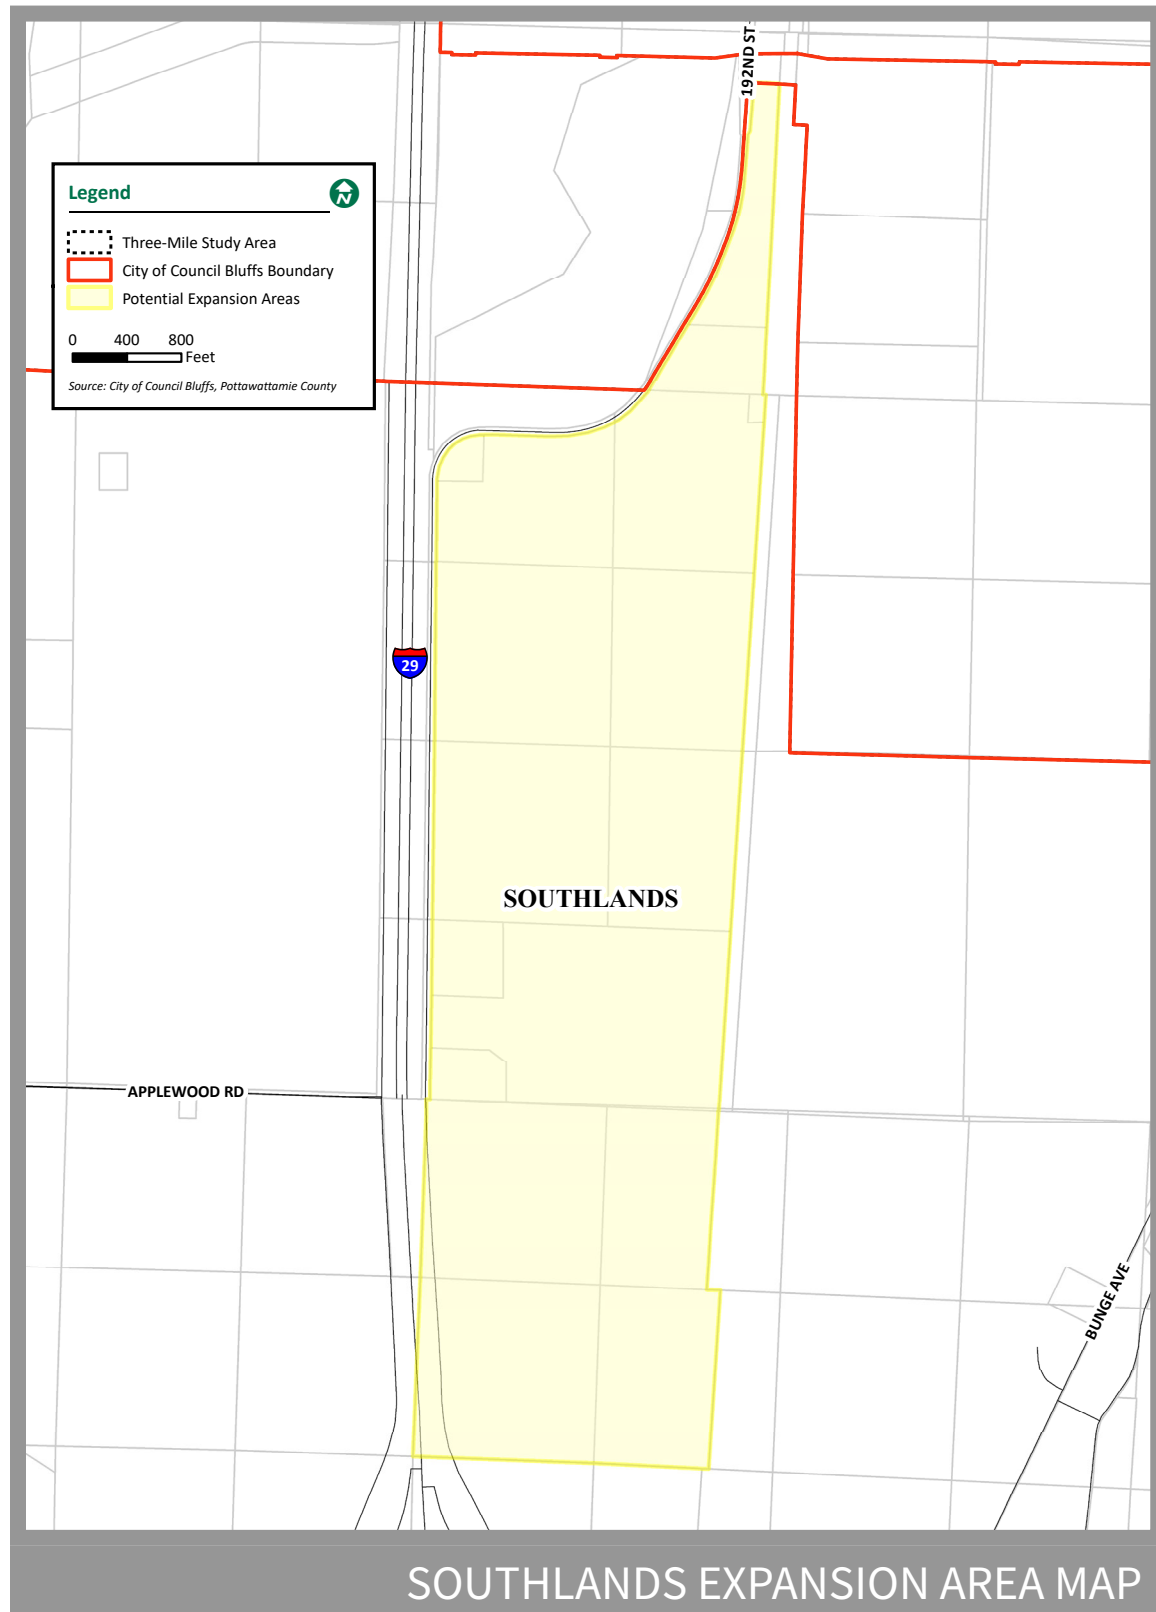 192ND ST
Legend
N
Three-Mile Study Area
City of Council Bluffs Boundary
Potential Expansion Areas
0 400 800
Feet
Source: City of Council Bluffs, Pottawattamie County
29
SOUTHLANDS
APPLEWOOD RD
BUNGE AVE
SOUTHLANDS EXPANSION AREA MAP